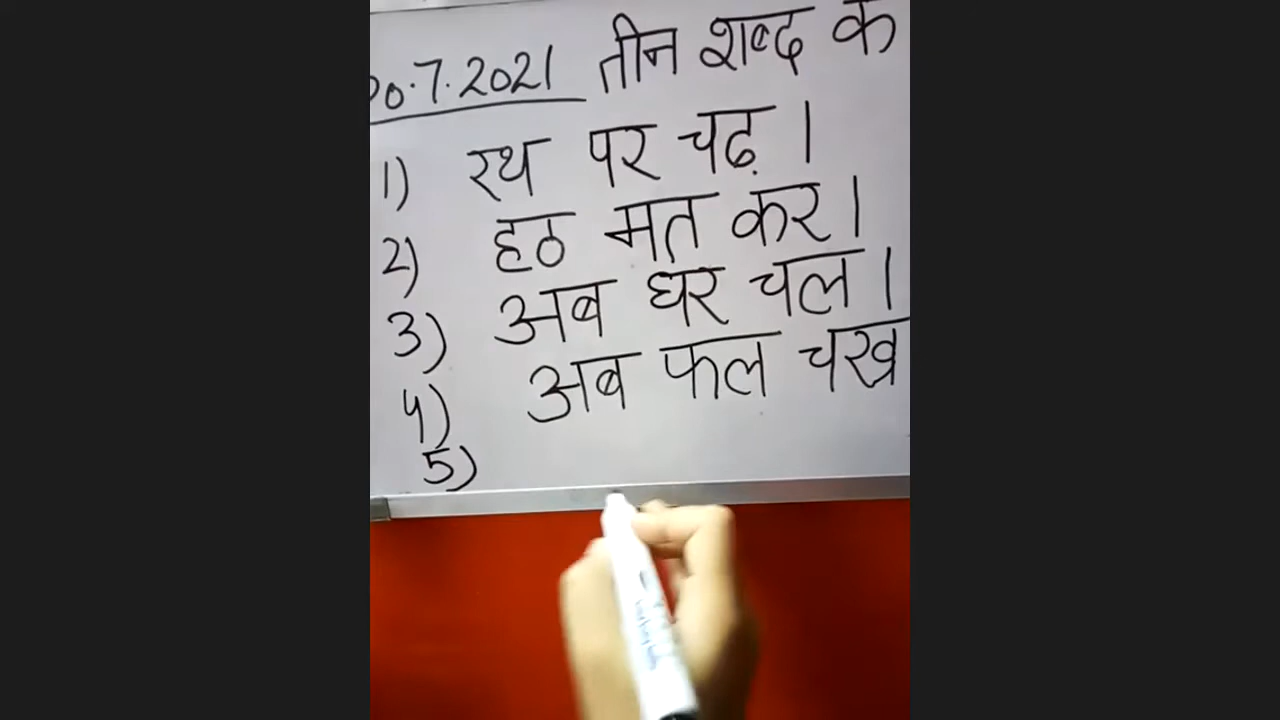 20.7.2021 तीन शब्द के
1) रथ पर चढ़ ।
2) हठ मत कर ।
3) अब घर चल ।
4) अब फल चख
5)